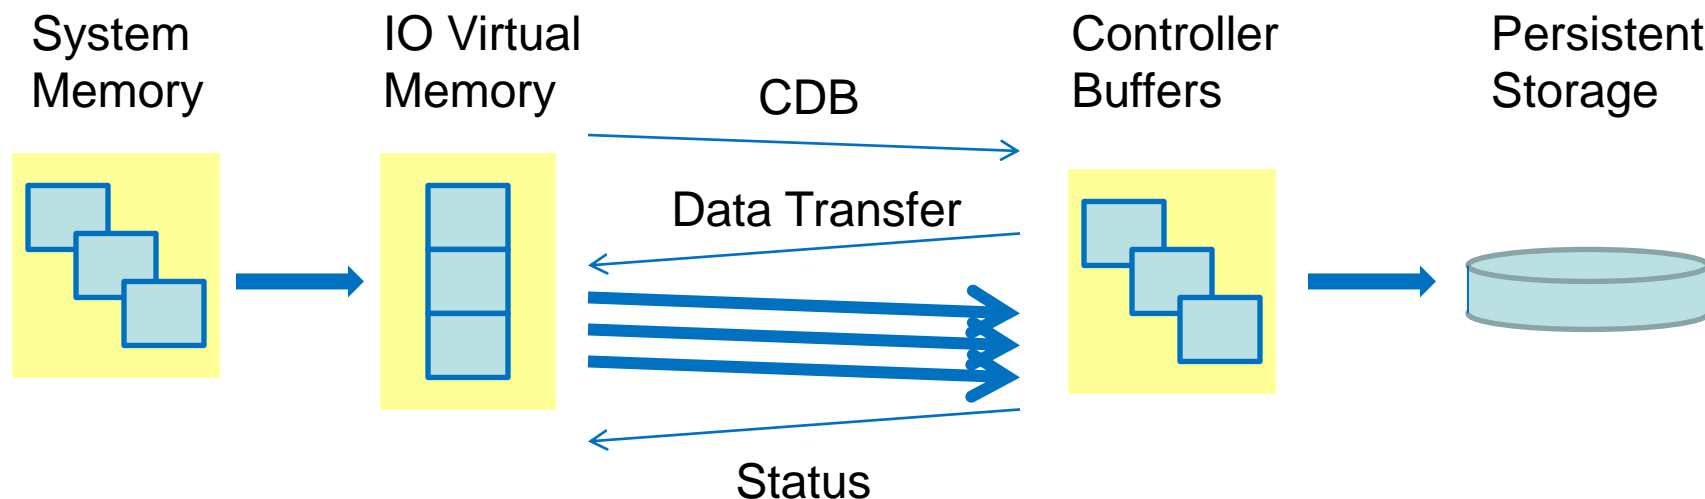 System
Memory
IO Virtual
Memory
CDB
Controller
Buffers
Persistent
Storage
Data Transfer
Status